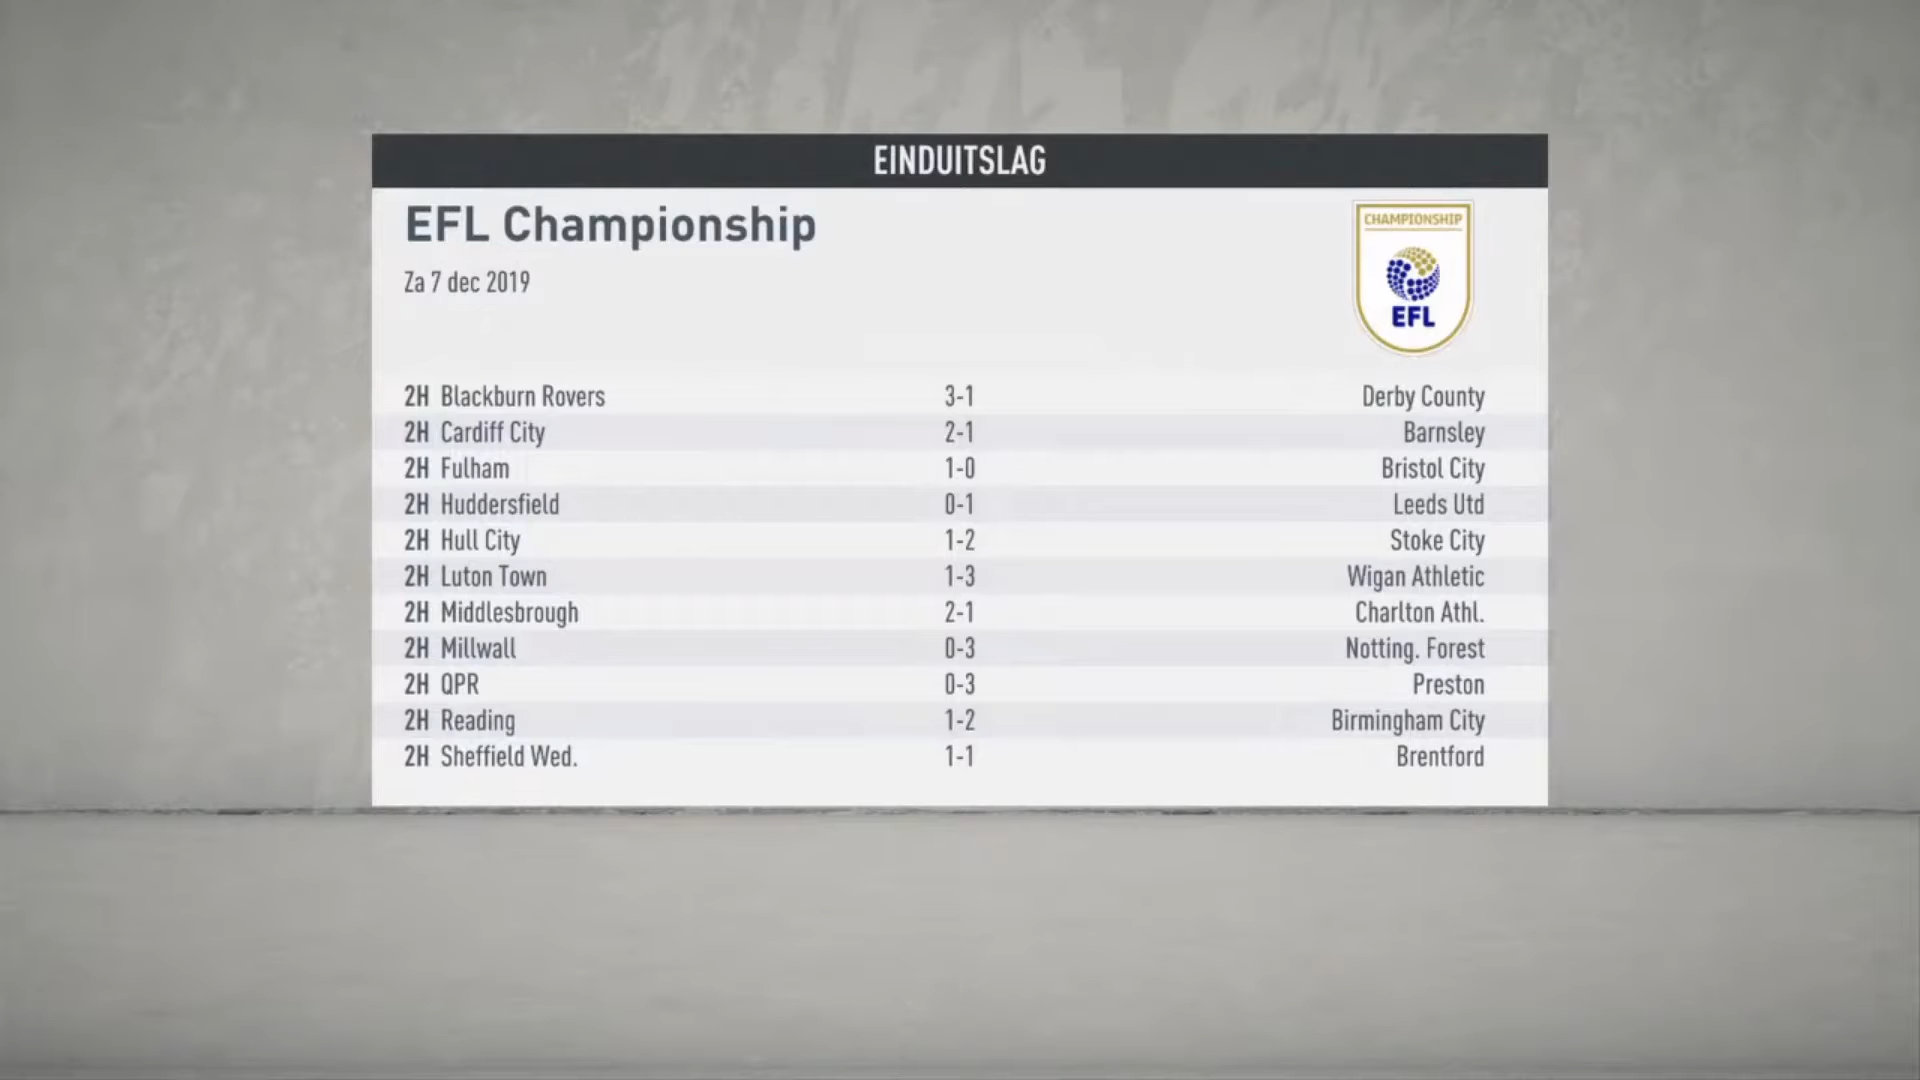 EINDUITSLAG
EFL Championship
Za 7 dec 2019
CHAMPIONSHIP
EFL
2H Blackburn Rovers 3-1 Derby County
2H Cardiff City 2-1 Barnsley
2H Fulham 1-0 Bristol City
2H Huddersfield 0-1 Leeds Utd
2H Hull City 1-2 Stoke City
2H Luton Town 1-3 Wigan Athletic
2H Middlesbrough 2-1 Charlton Athl.
2H Millwall 0-3 Notting. Forest
2H QPR 0-3 Preston
2H Reading 1-2 Birmingham City
2H Sheffield Wed. 1-1 Brentford